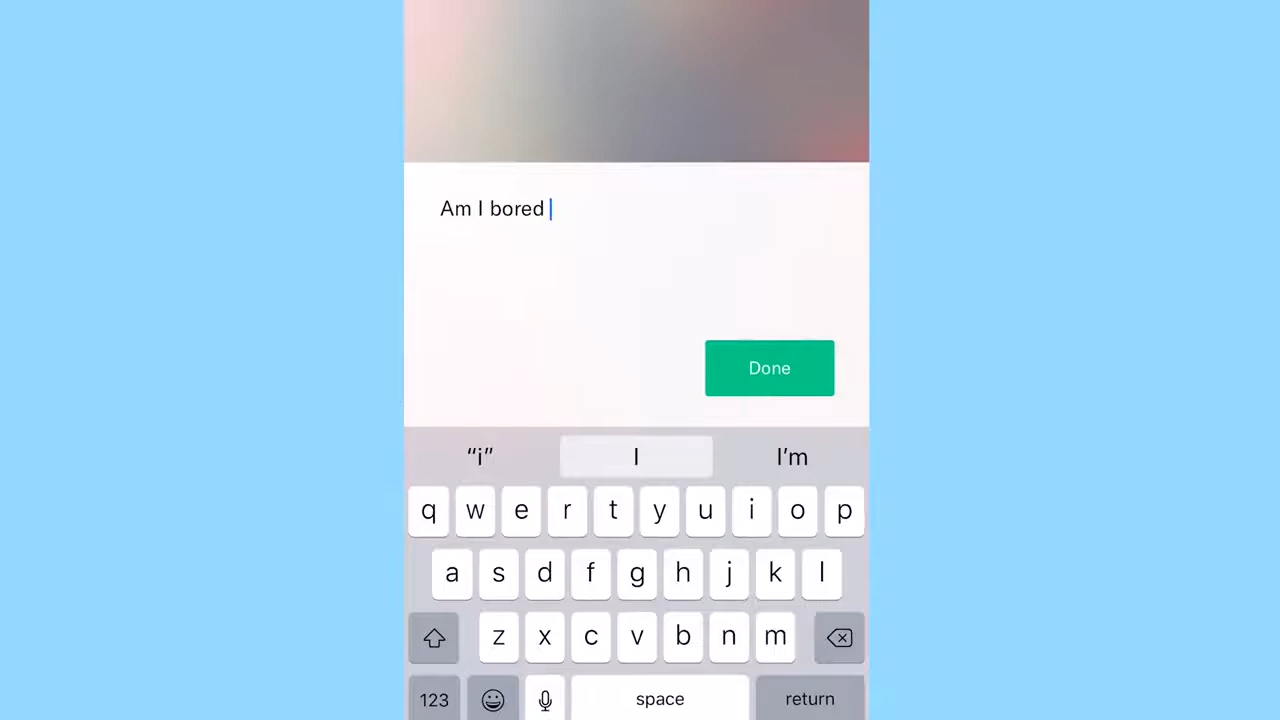 Am I bored
Done
“i” I I’m
q w e r t y u i o p
a s d f g h j k l
z x c v b n m
123 space return